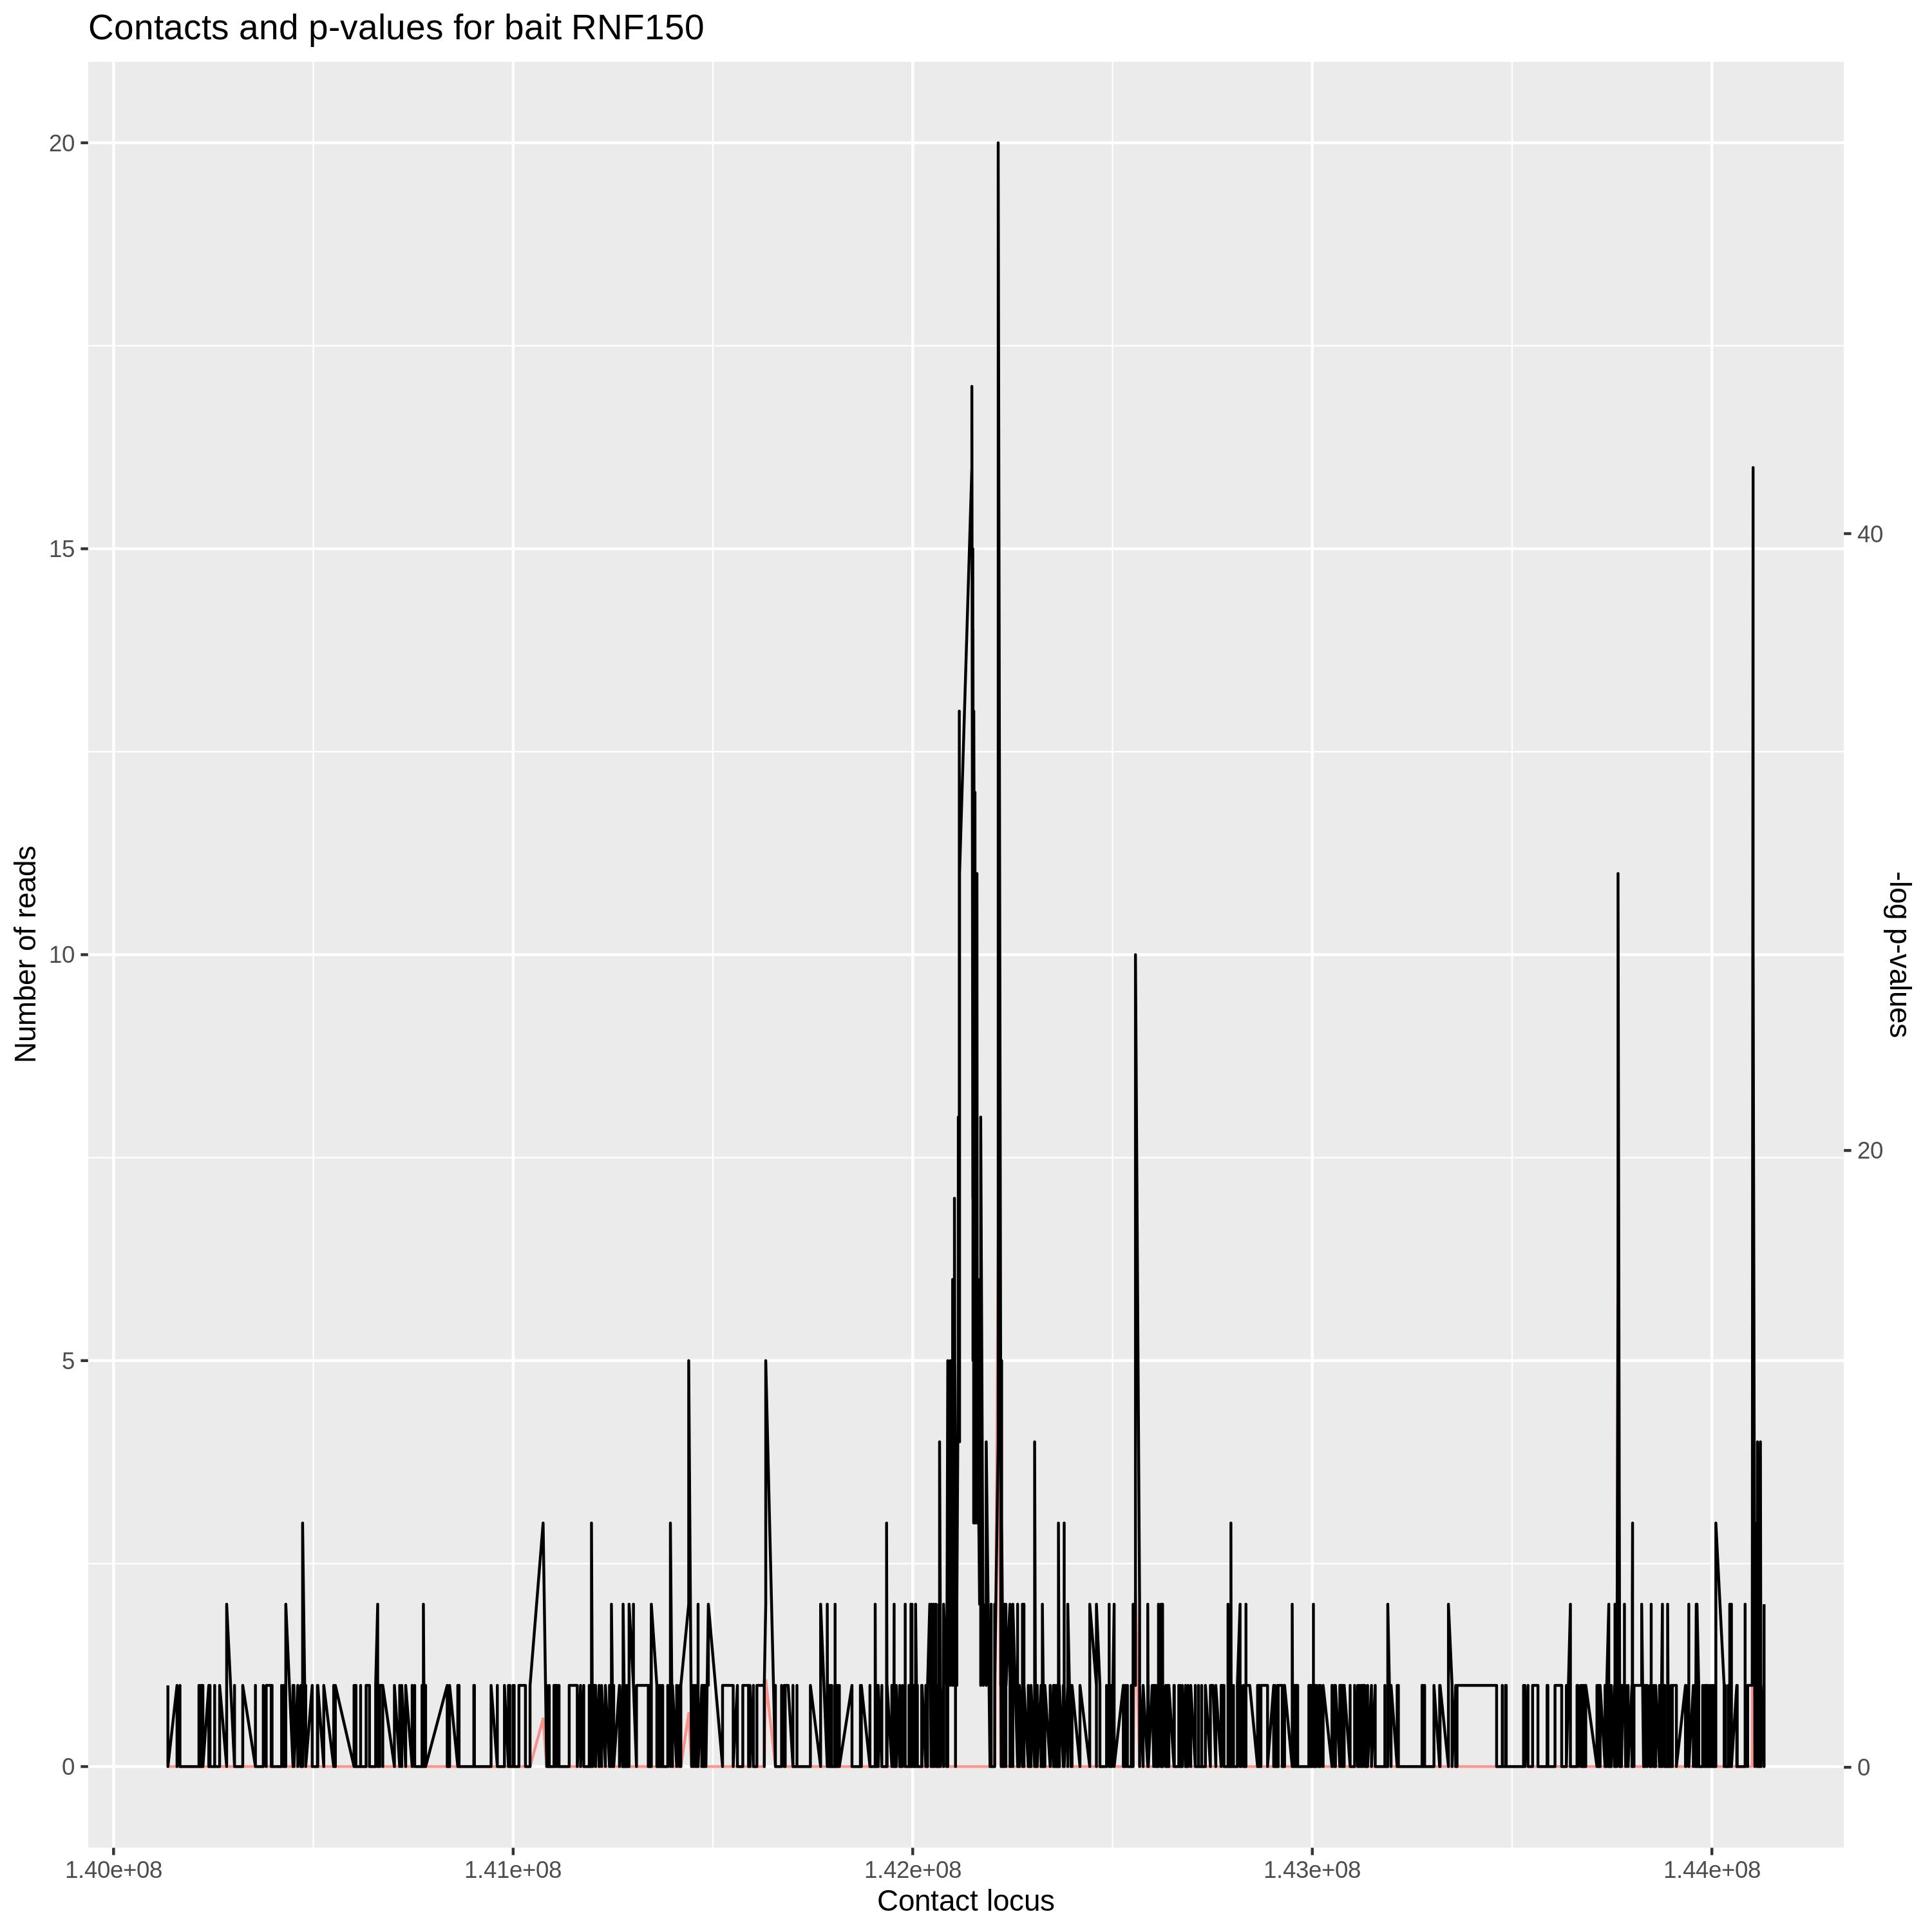 Contacts and p-values for bait RNF150
20
15
10
5
0
Number of reads
40
20
0
-log p-values
1.40e+08
1.41e+08
1.42e+08
1.43e+08
1.44e+08
Contact locus